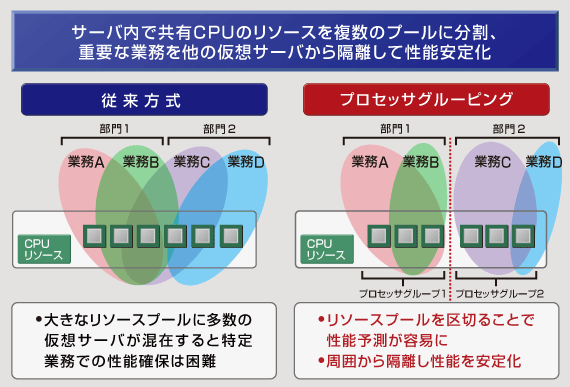 サーバ内で共有CPUのリソースを複数のプールに分割、
重要な業務を他の仮想サーバから隔離して性能安定化
従来方式
プロセッサグルーピング
部門1
部門2
業務A
業務B
業務C
業務D
CPU
リソース
・大きなリソースプールに多数の
仮想サーバが混在すると特定
業務での性能確保は困難
部門1
部門2
業務A
業務B
業務C
業務D
CPU
リソース
プロセッサグループ1
プロセッサグループ2
・リソースプールを区切ることで
性能予測が容易に
・周囲から隔離し性能を安定化